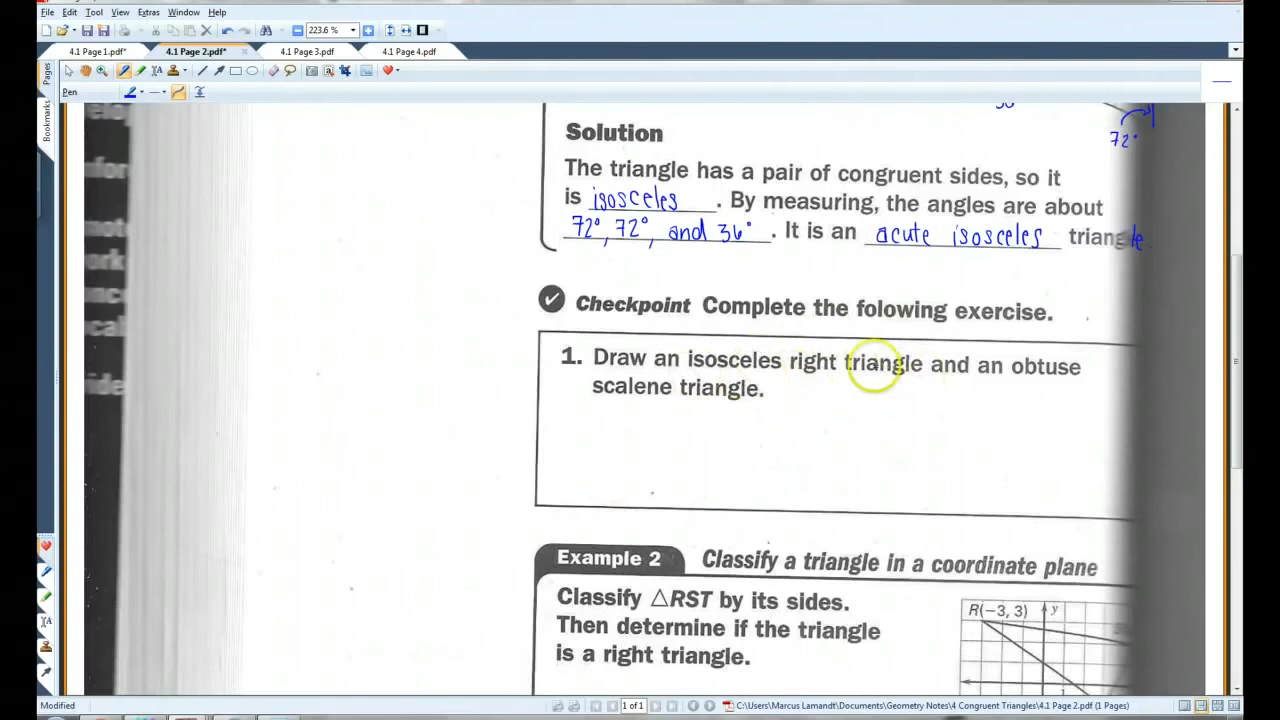 File Edit Tool View Extras Window Help
223.6 %
4.1 Page 1.pdf* 4.1 Page 2.pdf* 4.1 Page 3.pdf 4.1 Page 4.pdf
Pen
Pages
Bookmarks
72°
Solution
The triangle has a pair of congruent sides, so it
is isosceles . By measuring, the angles are about
72°, 72°, and 36° . It is an acute isosceles triangle.
Checkpoint Complete the folowing exercise.
1. Draw an isosceles right triangle and an obtuse
scalene triangle.
Example 2 Classify a triangle in a coordinate plane
Classify △RST by its sides.
Then determine if the triangle
is a right triangle.
R(−3, 3) y
1
Modified 1 of 1 C:\Users\Marcus Lamandt\Documents\Geometry Notes\4 Congruent Triangles\4.1 Page 2.pdf (1 Pages)